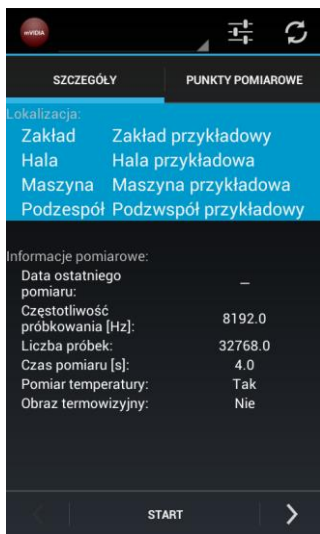 mVIDIA
SZCZEGÓŁY PUNKTY POMIAROWE
Lokalizacja:
Zakład Zakład przykładowy
Hala Hala przykładowa
Maszyna Maszyna przykładowa
Podzespół Podzwspół przykładowy
Informacje pomiarowe:
Data ostatniego
pomiaru: –
Częstotliwość
próbkowania [Hz]: 8192.0
Liczba próbek: 32768.0
Czas pomiaru [s]: 4.0
Pomiar temperatury: Tak
Obraz termowizyjny: Nie
START